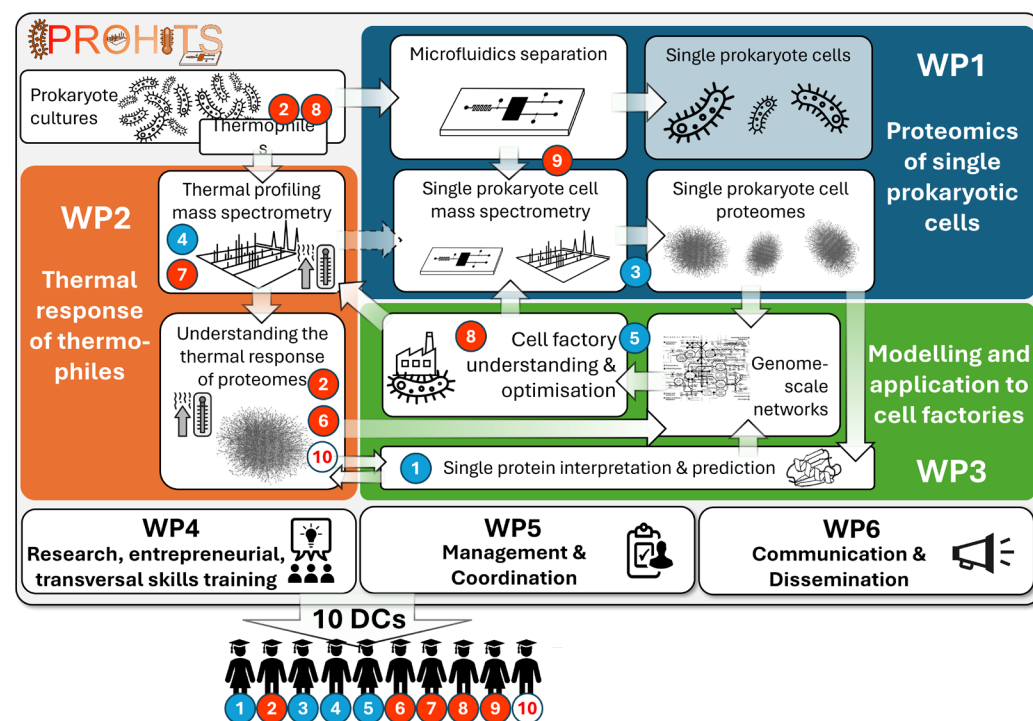 PROHITS
Prokaryote
cultures
2 8
Thermophile
s
Microfluidics separation
Single prokaryote cells
WP1
Proteomics
of single
prokaryotic
cells
9
WP2
Thermal
response
of thermo-
philes
Thermal profiling
mass spectrometry
4
7
Single prokaryote cell
mass spectrometry
3
Single prokaryote cell
proteomes
Understanding the
thermal response
of proteomes
2
6
10
8
Cell factory
understanding &
optimisation
5
Genome-
scale
networks
Modelling and
application to
cell factories
WP3
1
Single protein interpretation & prediction
WP4
Research, entrepreneurial,
transversal skills training
WP5
Management &
Coordination
WP6
Communication &
Dissemination
10 DCs
1 2 3 4 5 6 7 8 9 10